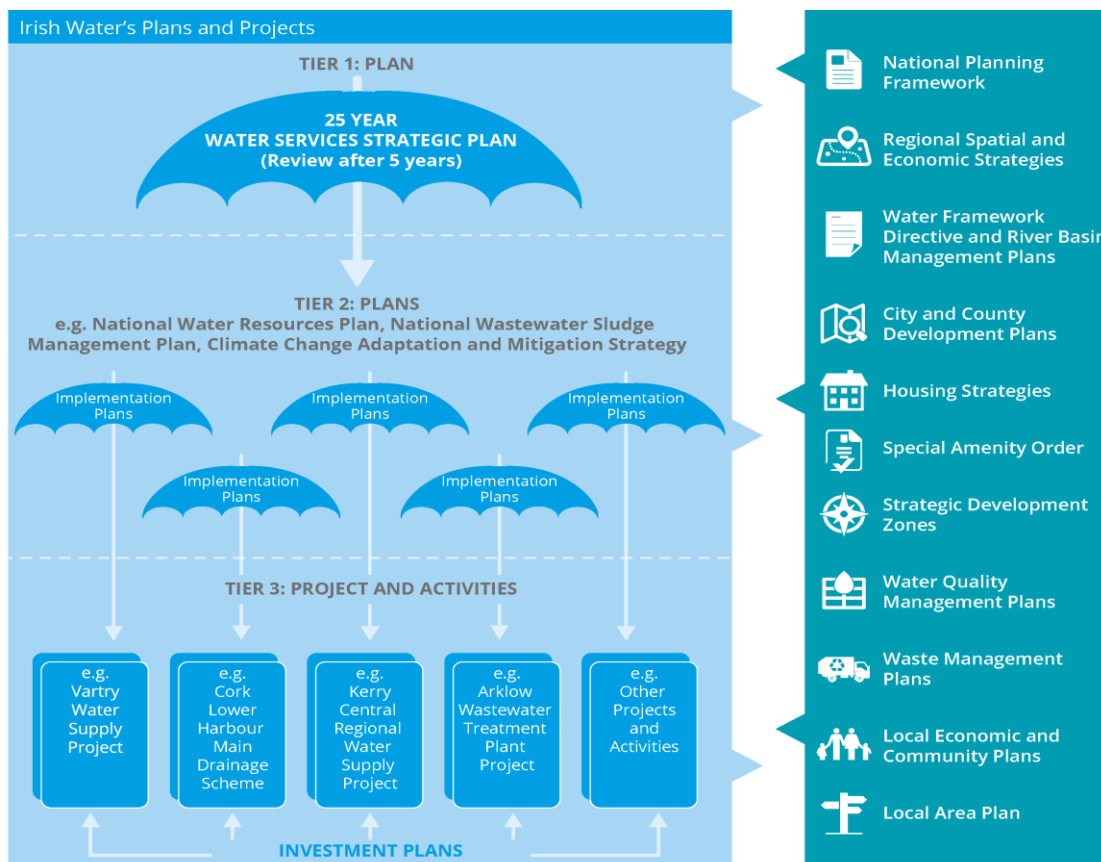 Irish Water's Plans and Projects
TIER 1: PLAN
25 YEAR
WATER SERVICES STRATEGIC PLAN
(Review after 5 years)
TIER 2: PLANS
e.g. National Water Resources Plan, National Wastewater Sludge
Management Plan, Climate Change Adaptation and Mitigation Strategy
Implementation
Plans
Implementation
Plans
Implementation
Plans
Implementation
Plans
Implementation
Plans
TIER 3: PROJECT AND ACTIVITIES
e.g.
Vartry
Water
Supply
Project
e.g.
Cork
Lower
Harbour
Main
Drainage
Scheme
e.g.
Kerry
Central
Regional
Water
Supply
Project
e.g.
Arklow
Wastewater
Treatment
Plant
Project
e.g.
Other
Projects
and
Activities
INVESTMENT PLANS
National Planning
Framework
Regional Spatial and
Economic Strategies
Water Framework
Directive and River Basin
Management Plans
City and County
Development Plans
Housing Strategies
Special Amenity Order
Strategic Development
Zones
Water Quality
Management Plans
Waste Management
Plans
Local Economic and
Community Plans
Local Area Plan